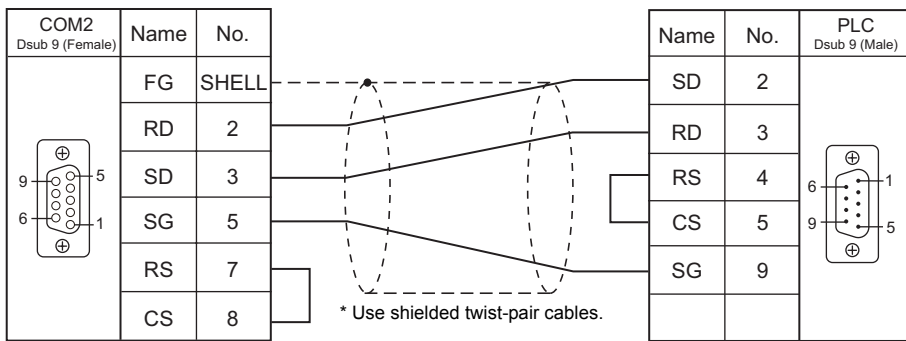 COM2
Dsub 9 (Female)
Name No.
FG SHELL
RD 2
SD 3
SG 5
RS 7
CS 8
9 5
6 1
* Use shielded twist-pair cables.
Name No.
PLC
Dsub 9 (Male)
SD 2
RD 3
RS 4
CS 5
SG 9
6 1
9 5